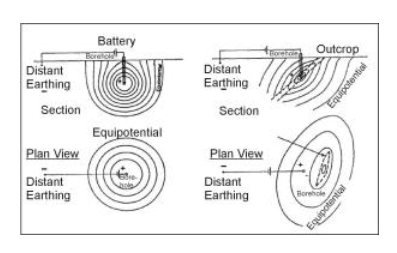 Battery
Borehole
Distant
Earthing
Section
Equipotential
Plan View
Distant
Earthing
Bore-
hole
Outcrop
Borehole
Distant
Earthing
Equipotential
Section
Plan View
Distant
Earthing
Borehole
Equipotential